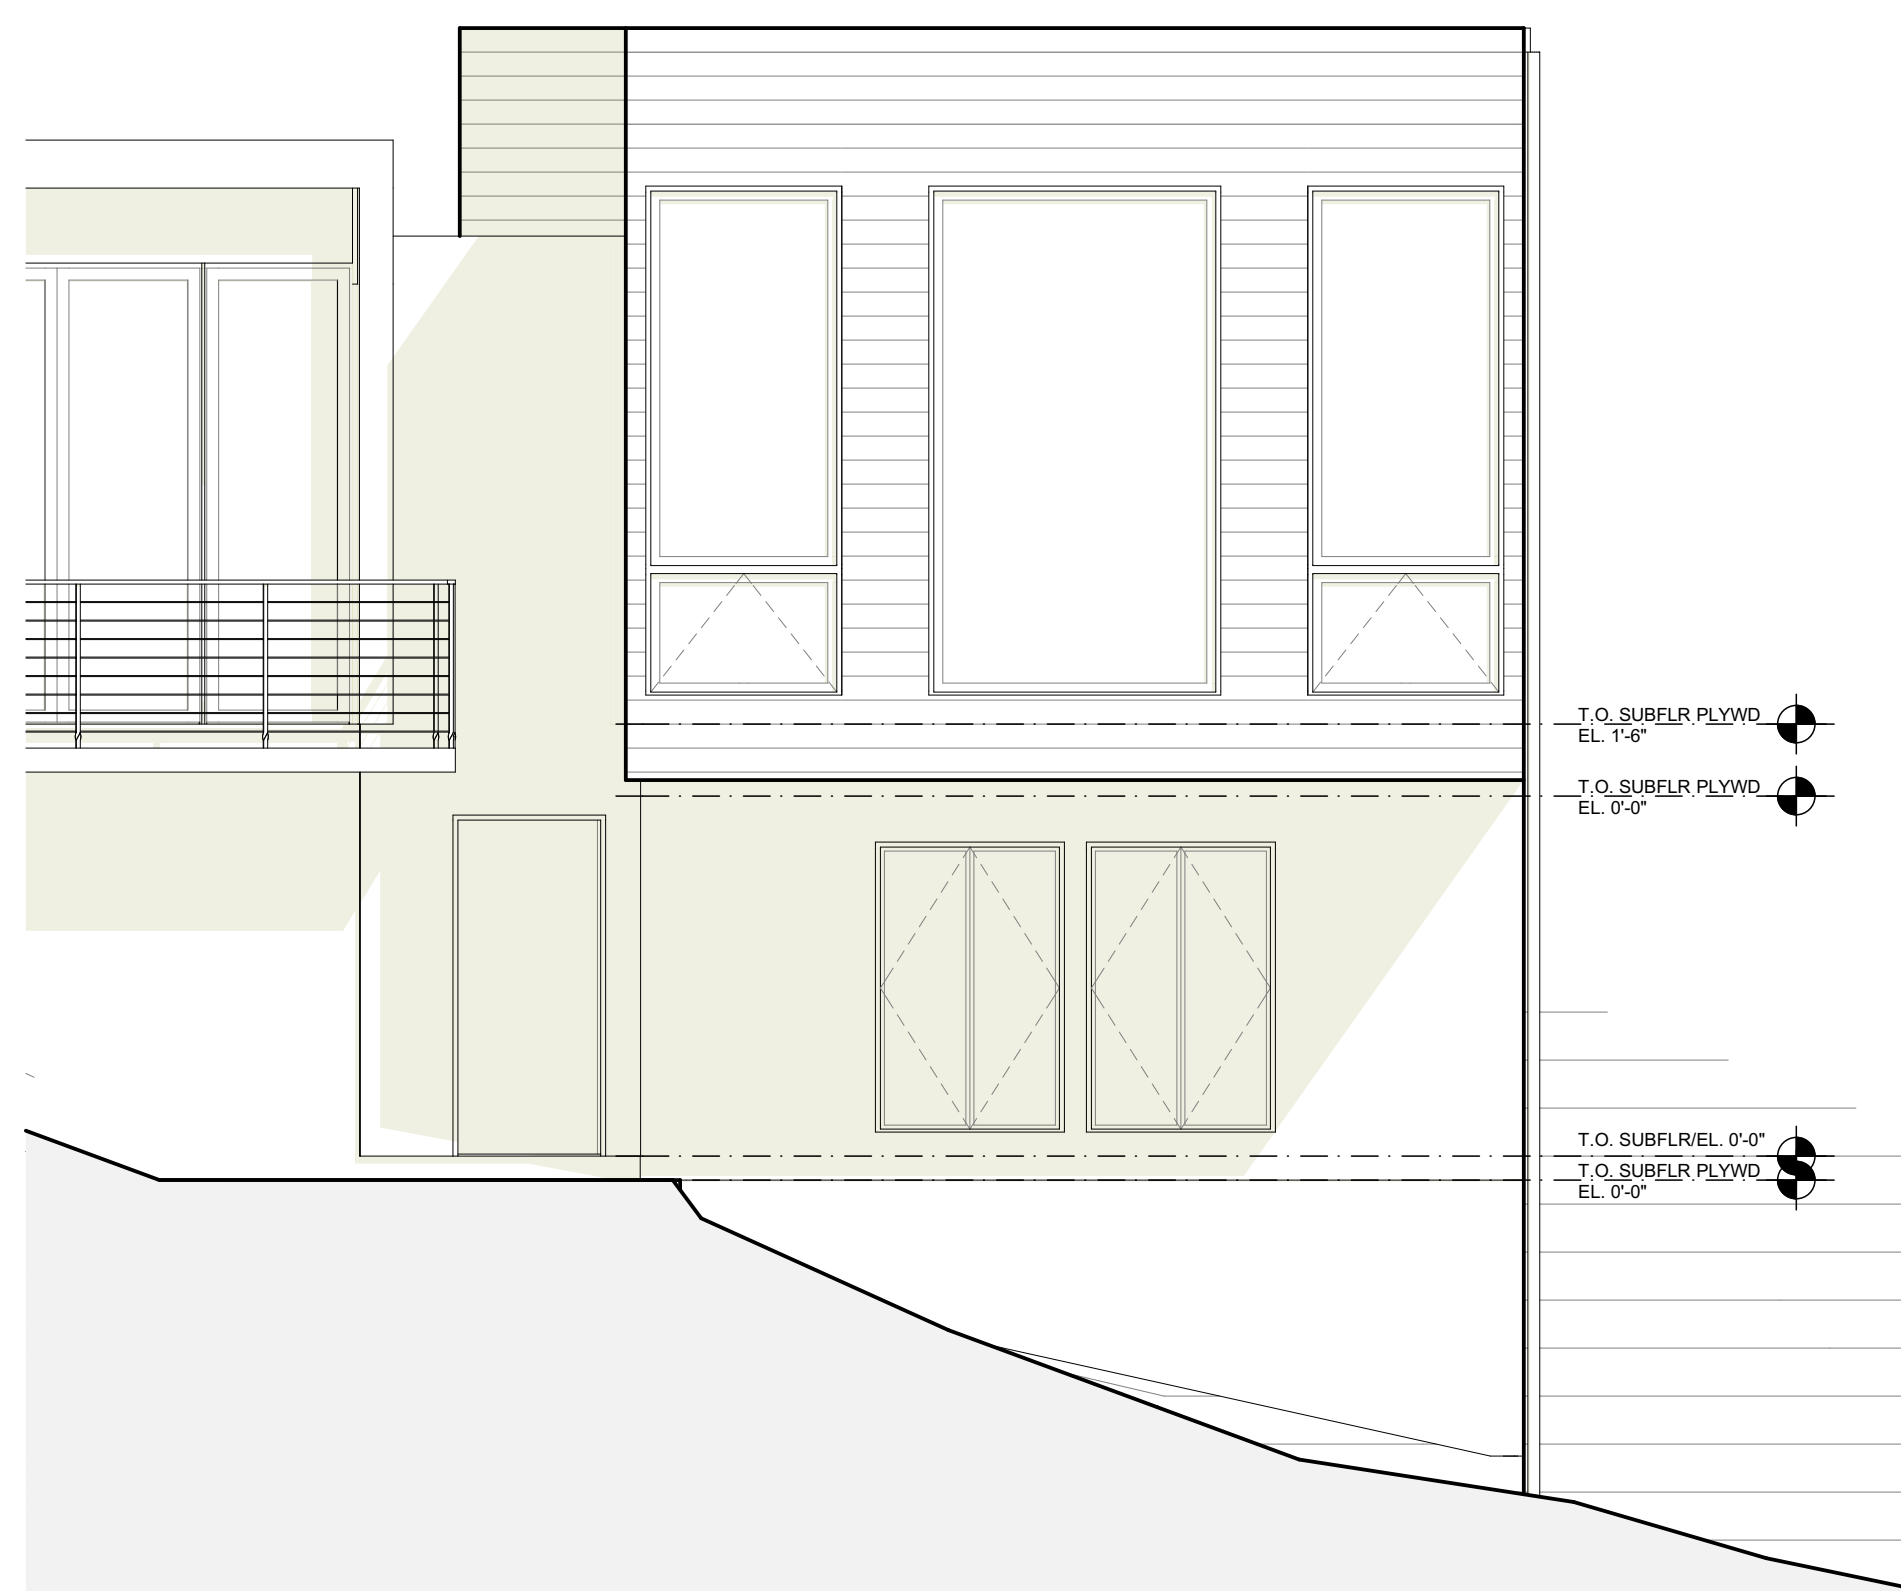 T.O. SUBFLR PLYWD
EL. 1'-6"
T.O. SUBFLR PLYWD
EL. 0'-0"
T.O. SUBFLR/EL. 0'-0"
T.O. SUBFLR PLYWD
EL. 0'-0"